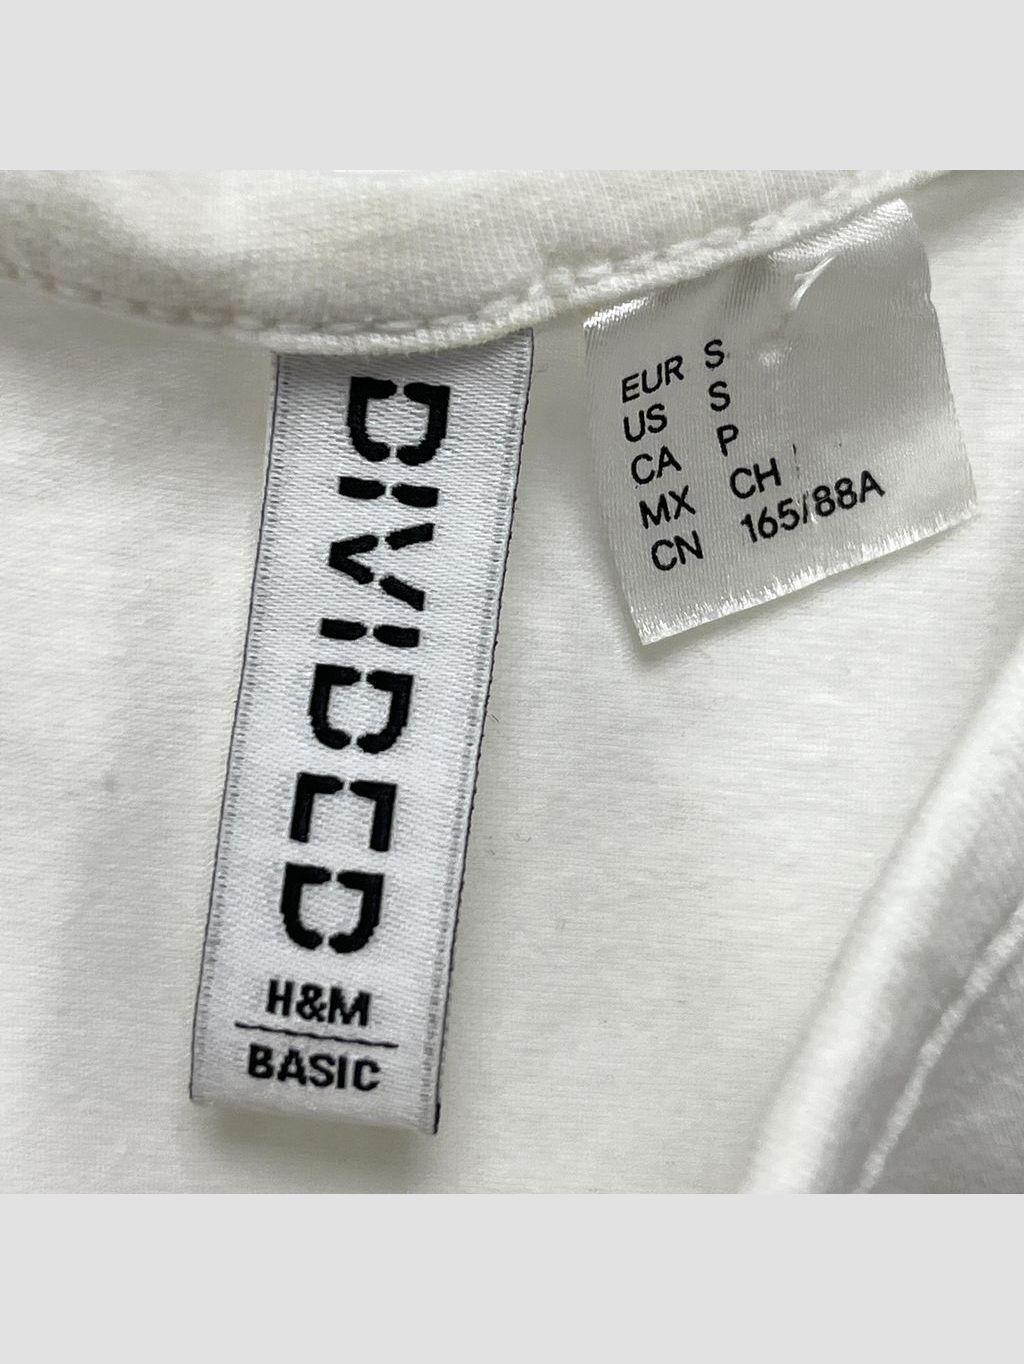 DIVIDED
H&M
BASIC
EUR S
US S
CA P
MX CH
CN 165/88A